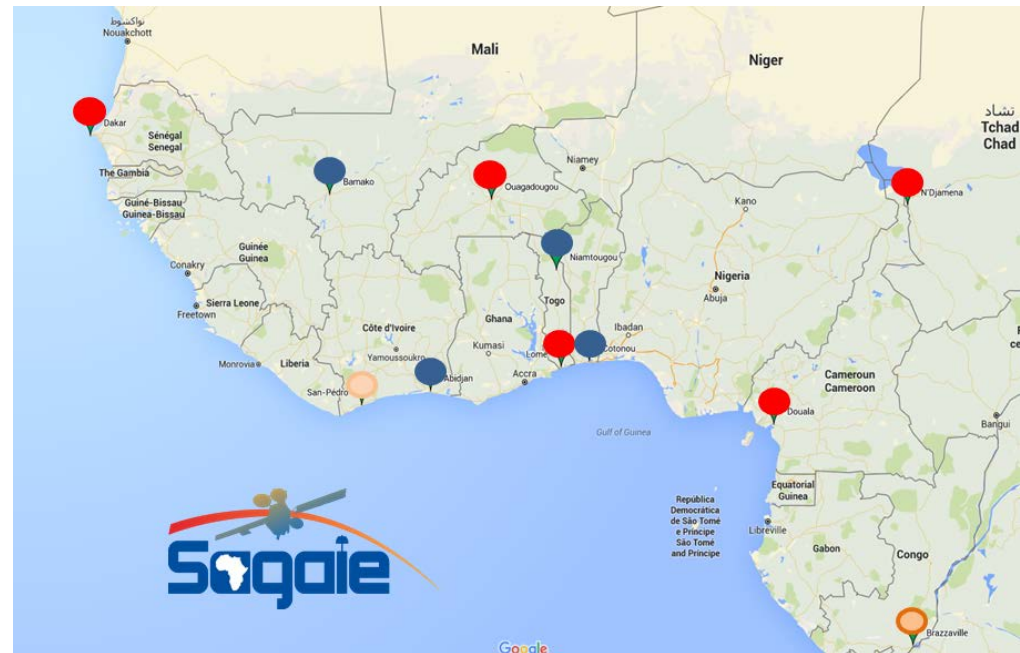 نواكشوط
Nouakchott
Mali
Niger
تشاد
Tchad
Chad
Dakar
Sénégal
Senegal
The Gambia
Bamako
Ouagadougou
Niamey
N'Djamena
Kano
Guiné-Bissau
Guinea-Bissau
Niamtougou
Guinée
Guinea
Conakry
Nigeria
Abuja
Sierra Leone
Freetown
Togo
Côte d'Ivoire
Ghana
Ibadan
Yamoussoukro
Kumasi
Lome
Cotonou
Monrovia
Liberia
Abidjan
Accra
San-Pédro
Cameroun
Cameroon
Douala
Bangui
Gulf of Guinea
Equatorial
Guinea
República
Democrática
de São Tomé
e Príncipe
São Tomé
and Príncipe
Libreville
Gabon
Congo
Sagaie
Brazzaville
Google